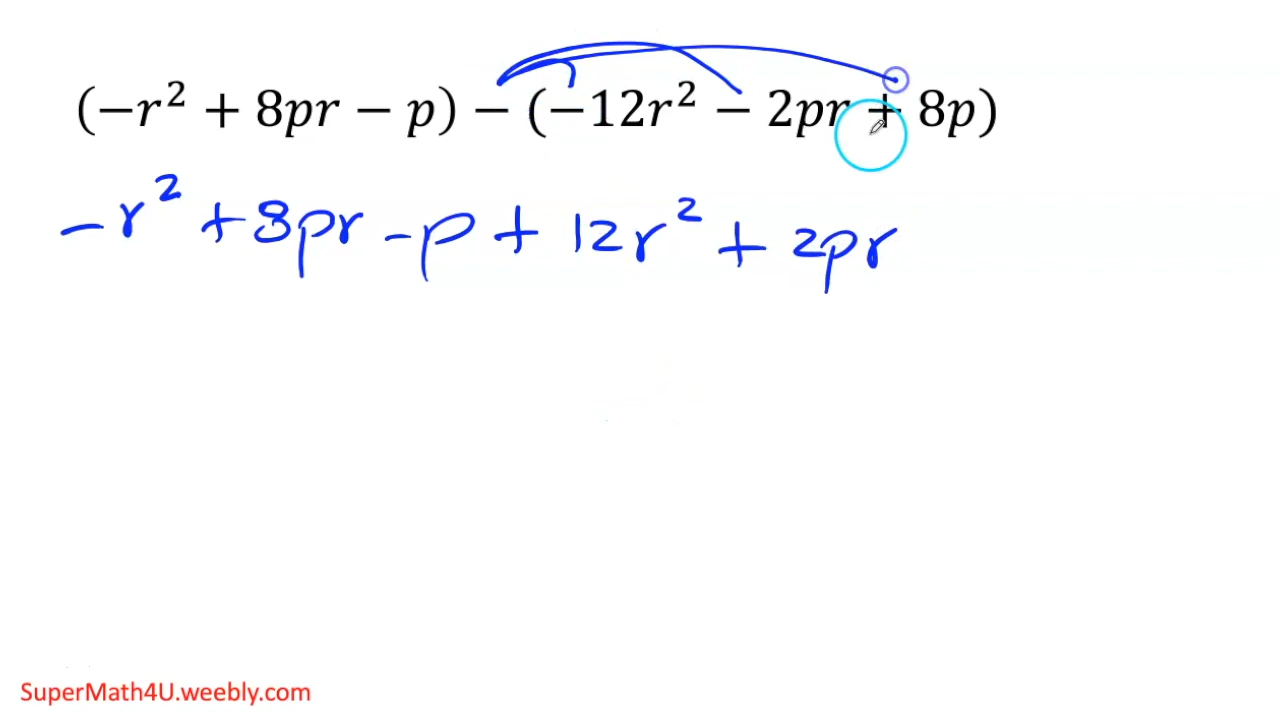 (−r² + 8pr − p) − (−12r² − 2pr + 8p)
−r² + 8pr − p + 12r² + 2pr
SuperMath4U.weebly.com